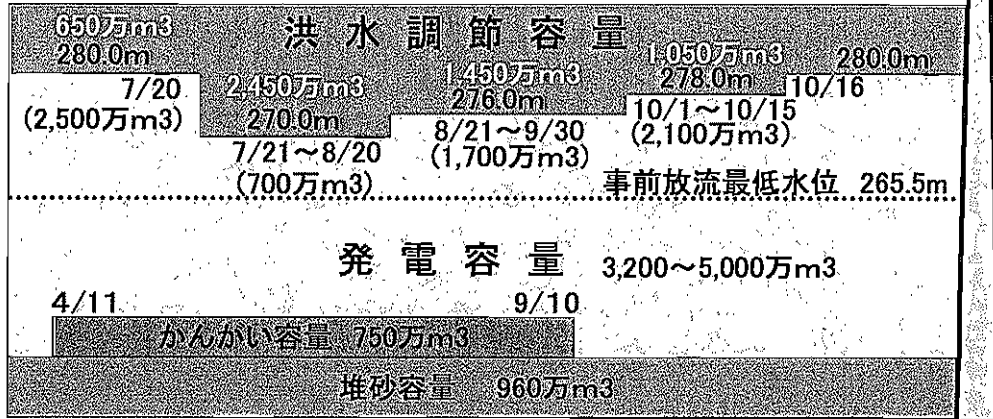 洪水調節容量
650万m3
280.0m
7/20
(2,500万m3)
2,450万m3
270.0m
7/21～8/20
(700万m3)
1,450万m3
276.0m
8/21～9/30
(1,700万m3)
1,050万m3
278.0m
10/1～10/15
(2,100万m3)
280.0m
10/16
事前放流最低水位 265.5m
発電容量 3,200～5,000万m3
4/11
9/10
かんがい容量 750万m3
堆砂容量 960万m3